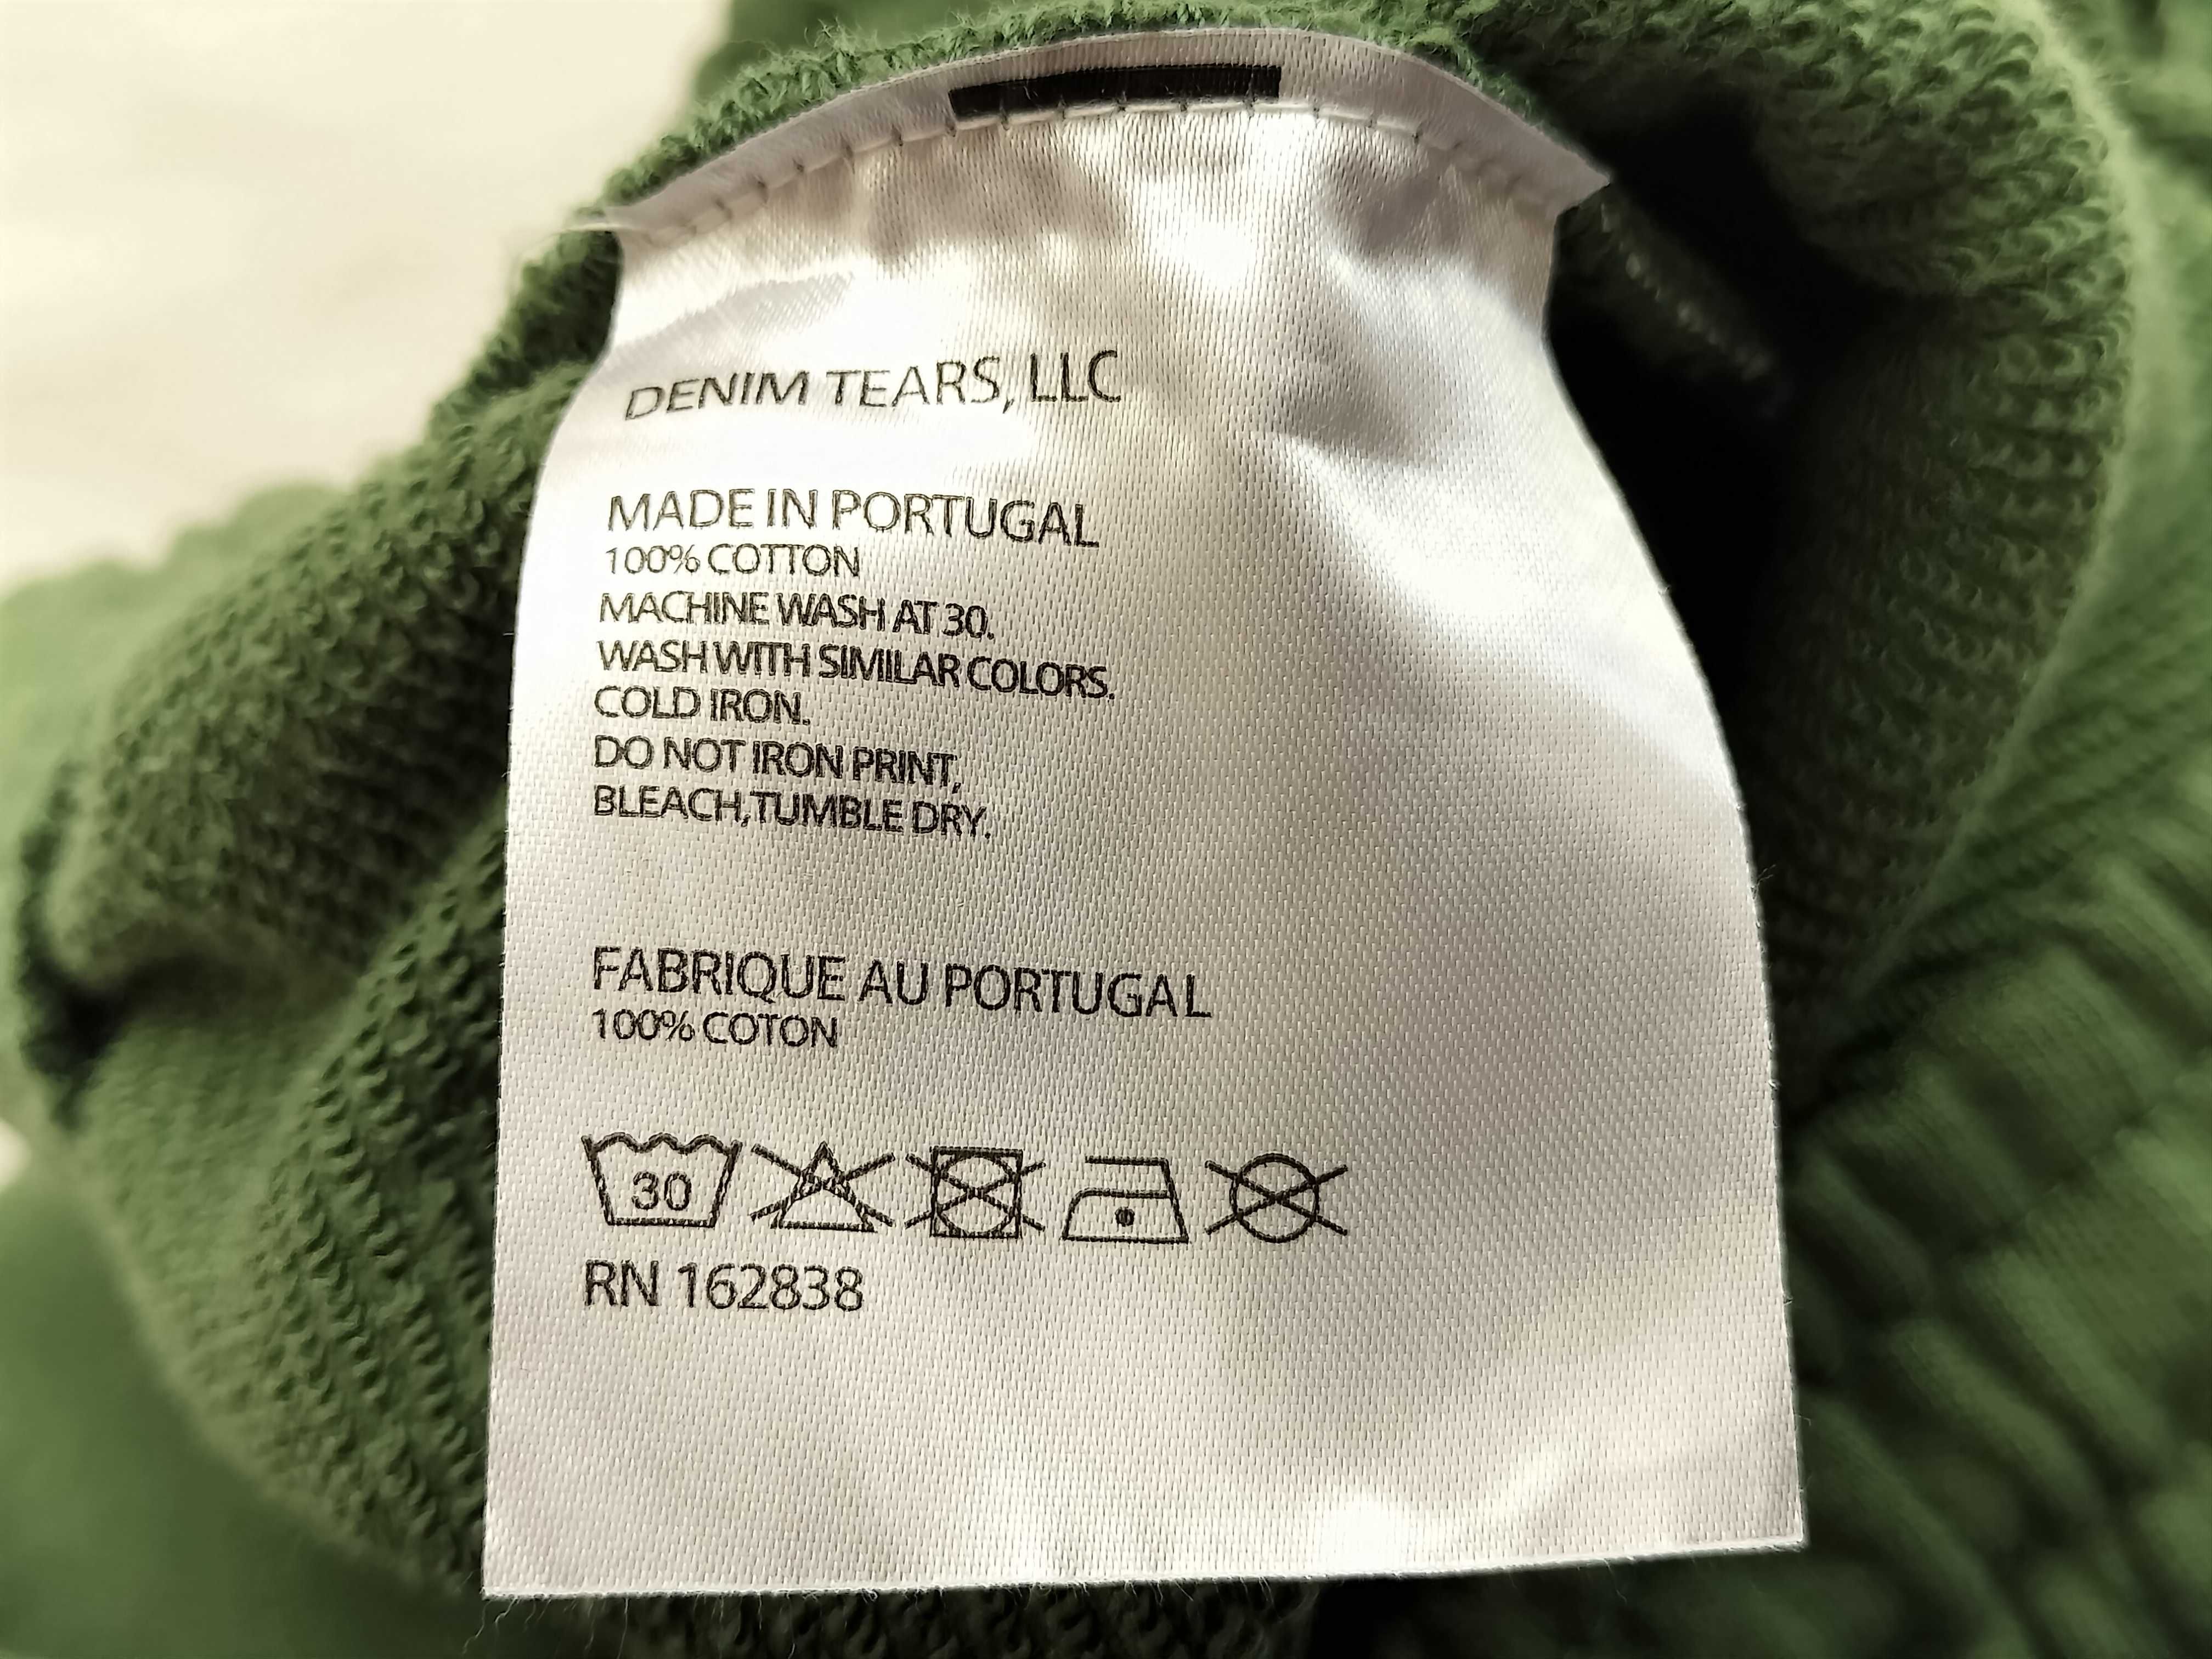 DENIM TEARS, LLC
MADE IN PORTUGAL
100% COTTON
MACHINE WASH AT 30.
WASH WITH SIMILAR COLORS.
COLD IRON.
DO NOT IRON PRINT,
BLEACH,TUMBLE DRY.
FABRIQUE AU PORTUGAL
100% COTON
30
RN 162838